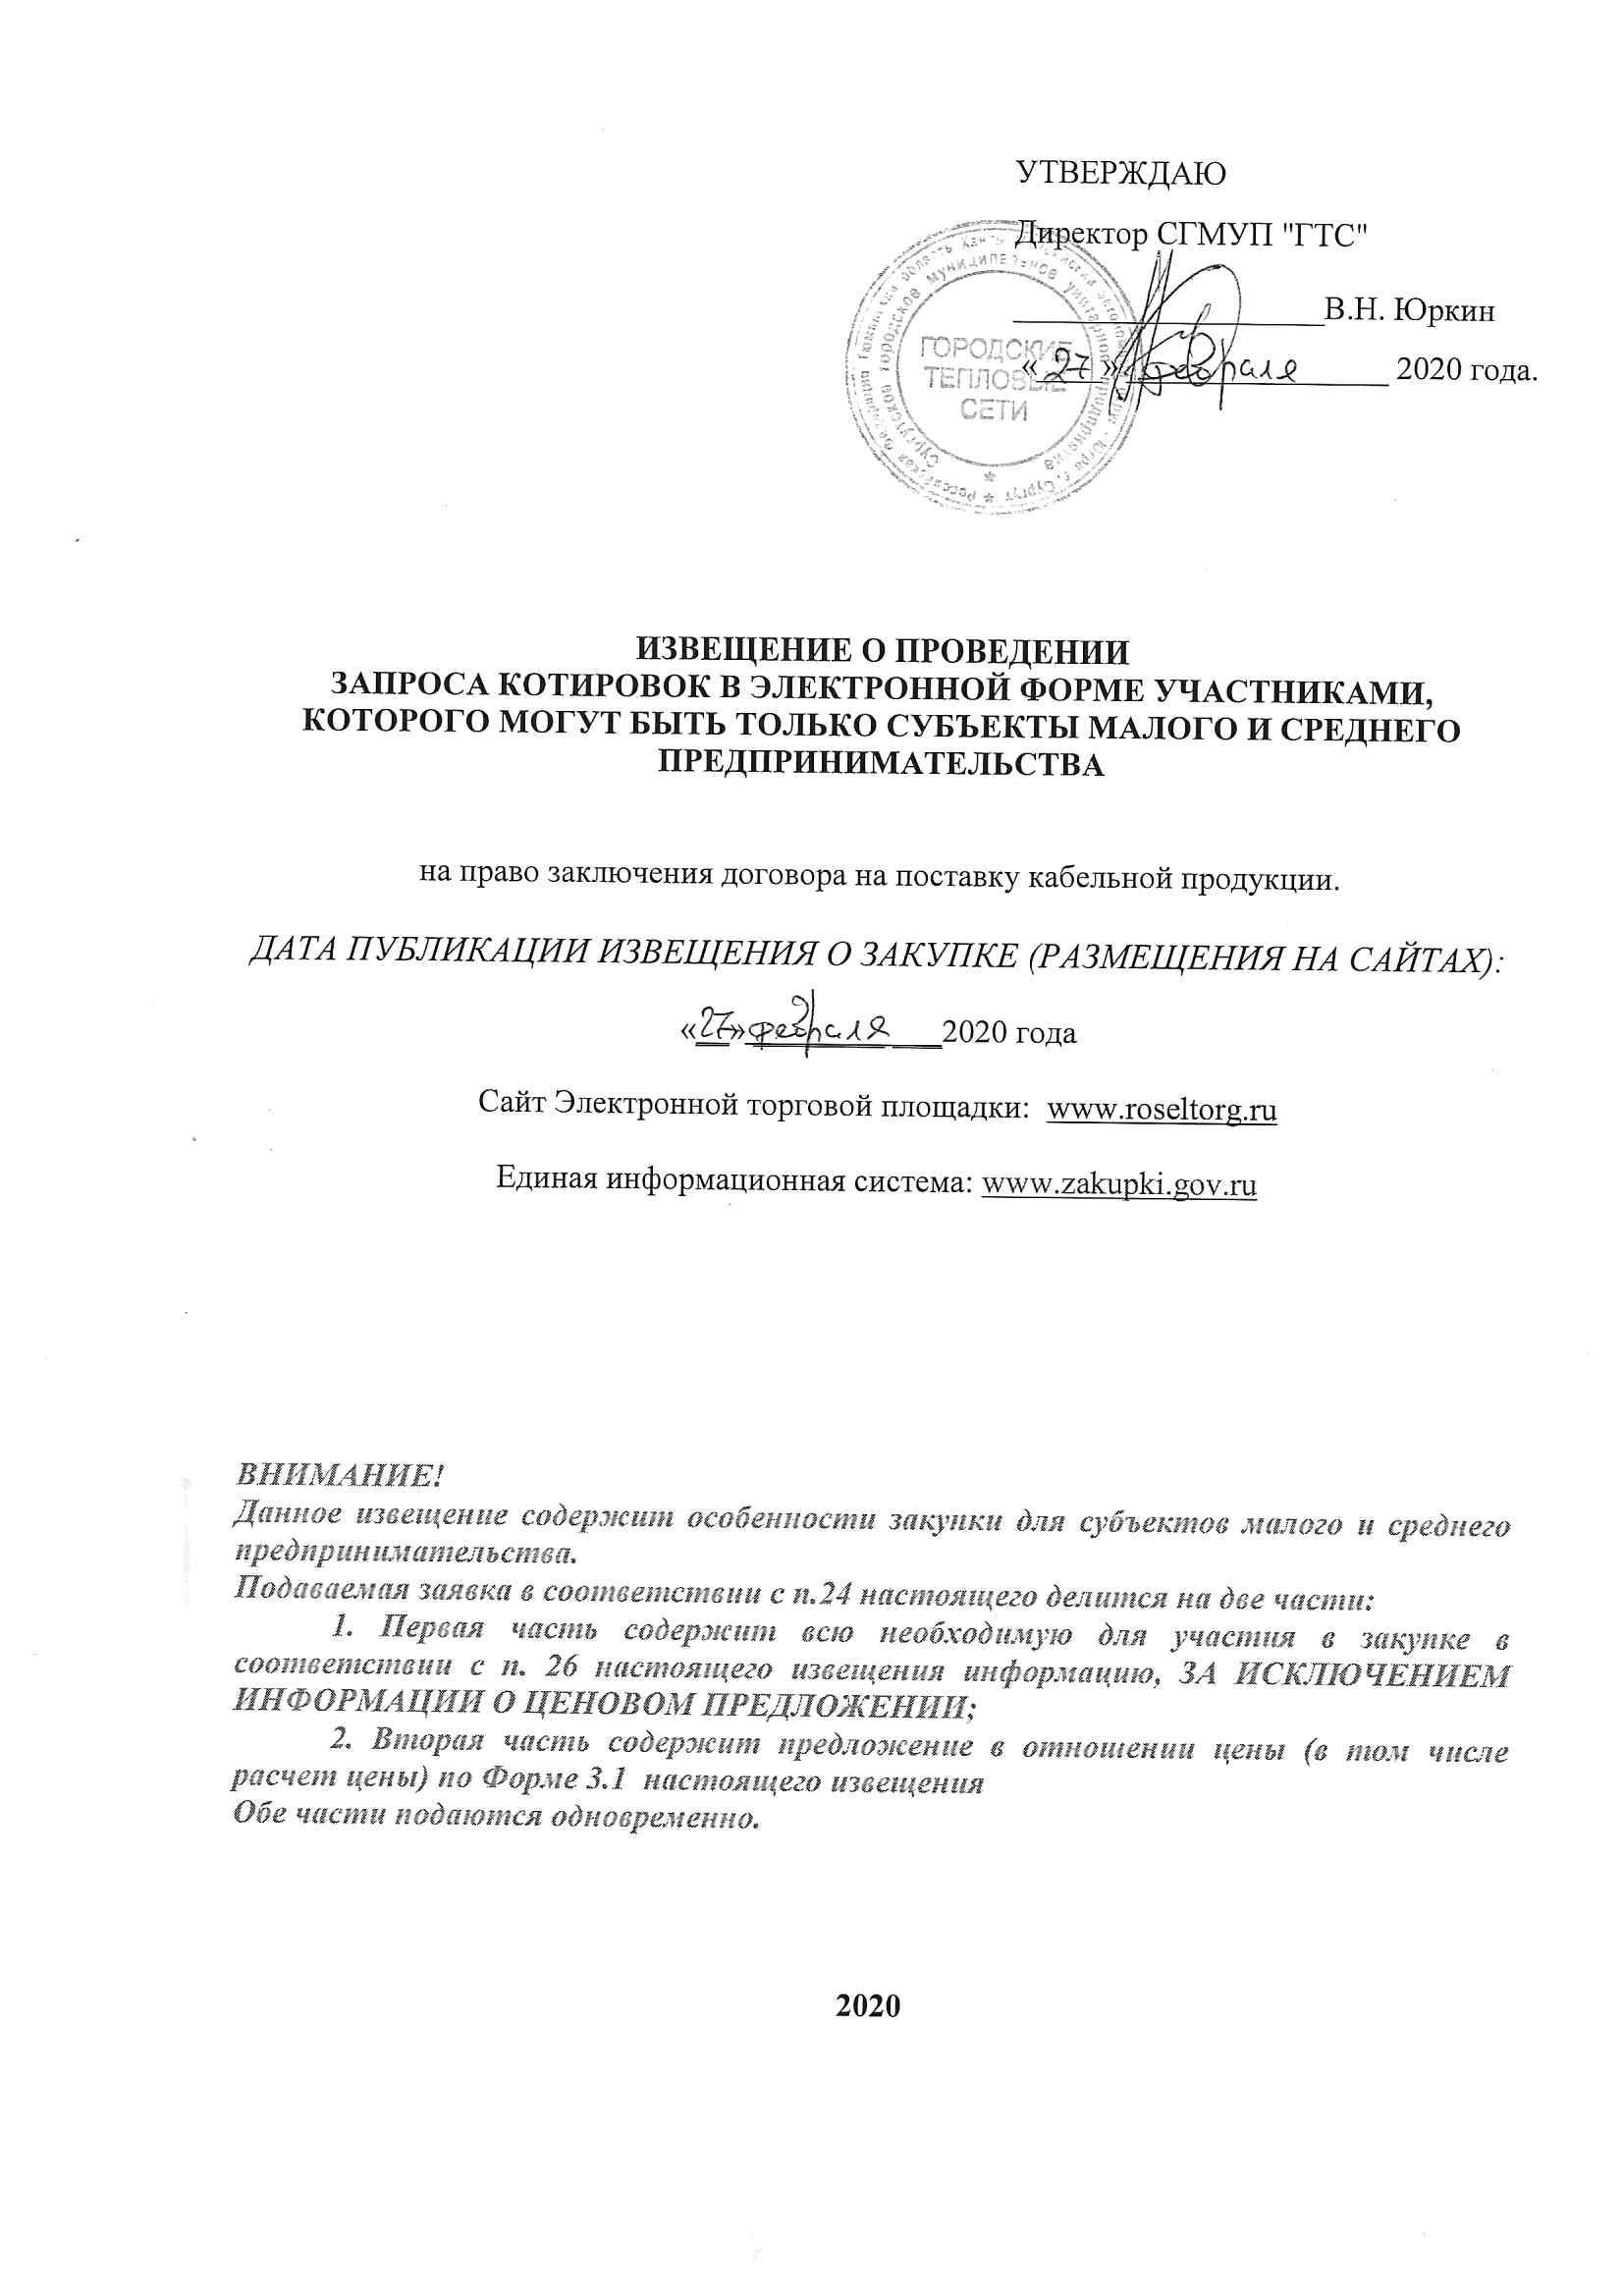 УТВЕРЖДАЮ
Директор СГМУП "ГТС"
В.Н. Юркин
«27» февраля 2020 года.
ГОРОДСКИЕ
ТЕПЛОВЫЕ
СЕТИ
ИЗВЕЩЕНИЕ О ПРОВЕДЕНИИ
ЗАПРОСА КОТИРОВОК В ЭЛЕКТРОННОЙ ФОРМЕ УЧАСТНИКАМИ,
КОТОРОГО МОГУТ БЫТЬ ТОЛЬКО СУБЪЕКТЫ МАЛОГО И СРЕДНЕГО
ПРЕДПРИНИМАТЕЛЬСТВА
на право заключения договора на поставку кабельной продукции.
ДАТА ПУБЛИКАЦИИ ИЗВЕЩЕНИЯ О ЗАКУПКЕ (РАЗМЕЩЕНИЯ НА САЙТАХ):
«27» февраля 2020 года
Сайт Электронной торговой площадки: www.roseltorg.ru
Единая информационная система: www.zakupki.gov.ru
ВНИМАНИЕ!
Данное извещение содержит особенности закупки для субъектов малого и среднего
предпринимательства.
Подаваемая заявка в соответствии с п.24 настоящего делится на две части:
1. Первая часть содержит всю необходимую для участия в закупке в
соответствии с п. 26 настоящего извещения информацию, ЗА ИСКЛЮЧЕНИЕМ
ИНФОРМАЦИИ О ЦЕНОВОМ ПРЕДЛОЖЕНИИ;
2. Вторая часть содержит предложение в отношении цены (в том числе
расчет цены) по Форме 3.1 настоящего извещения
Обе части подаются одновременно.
2020